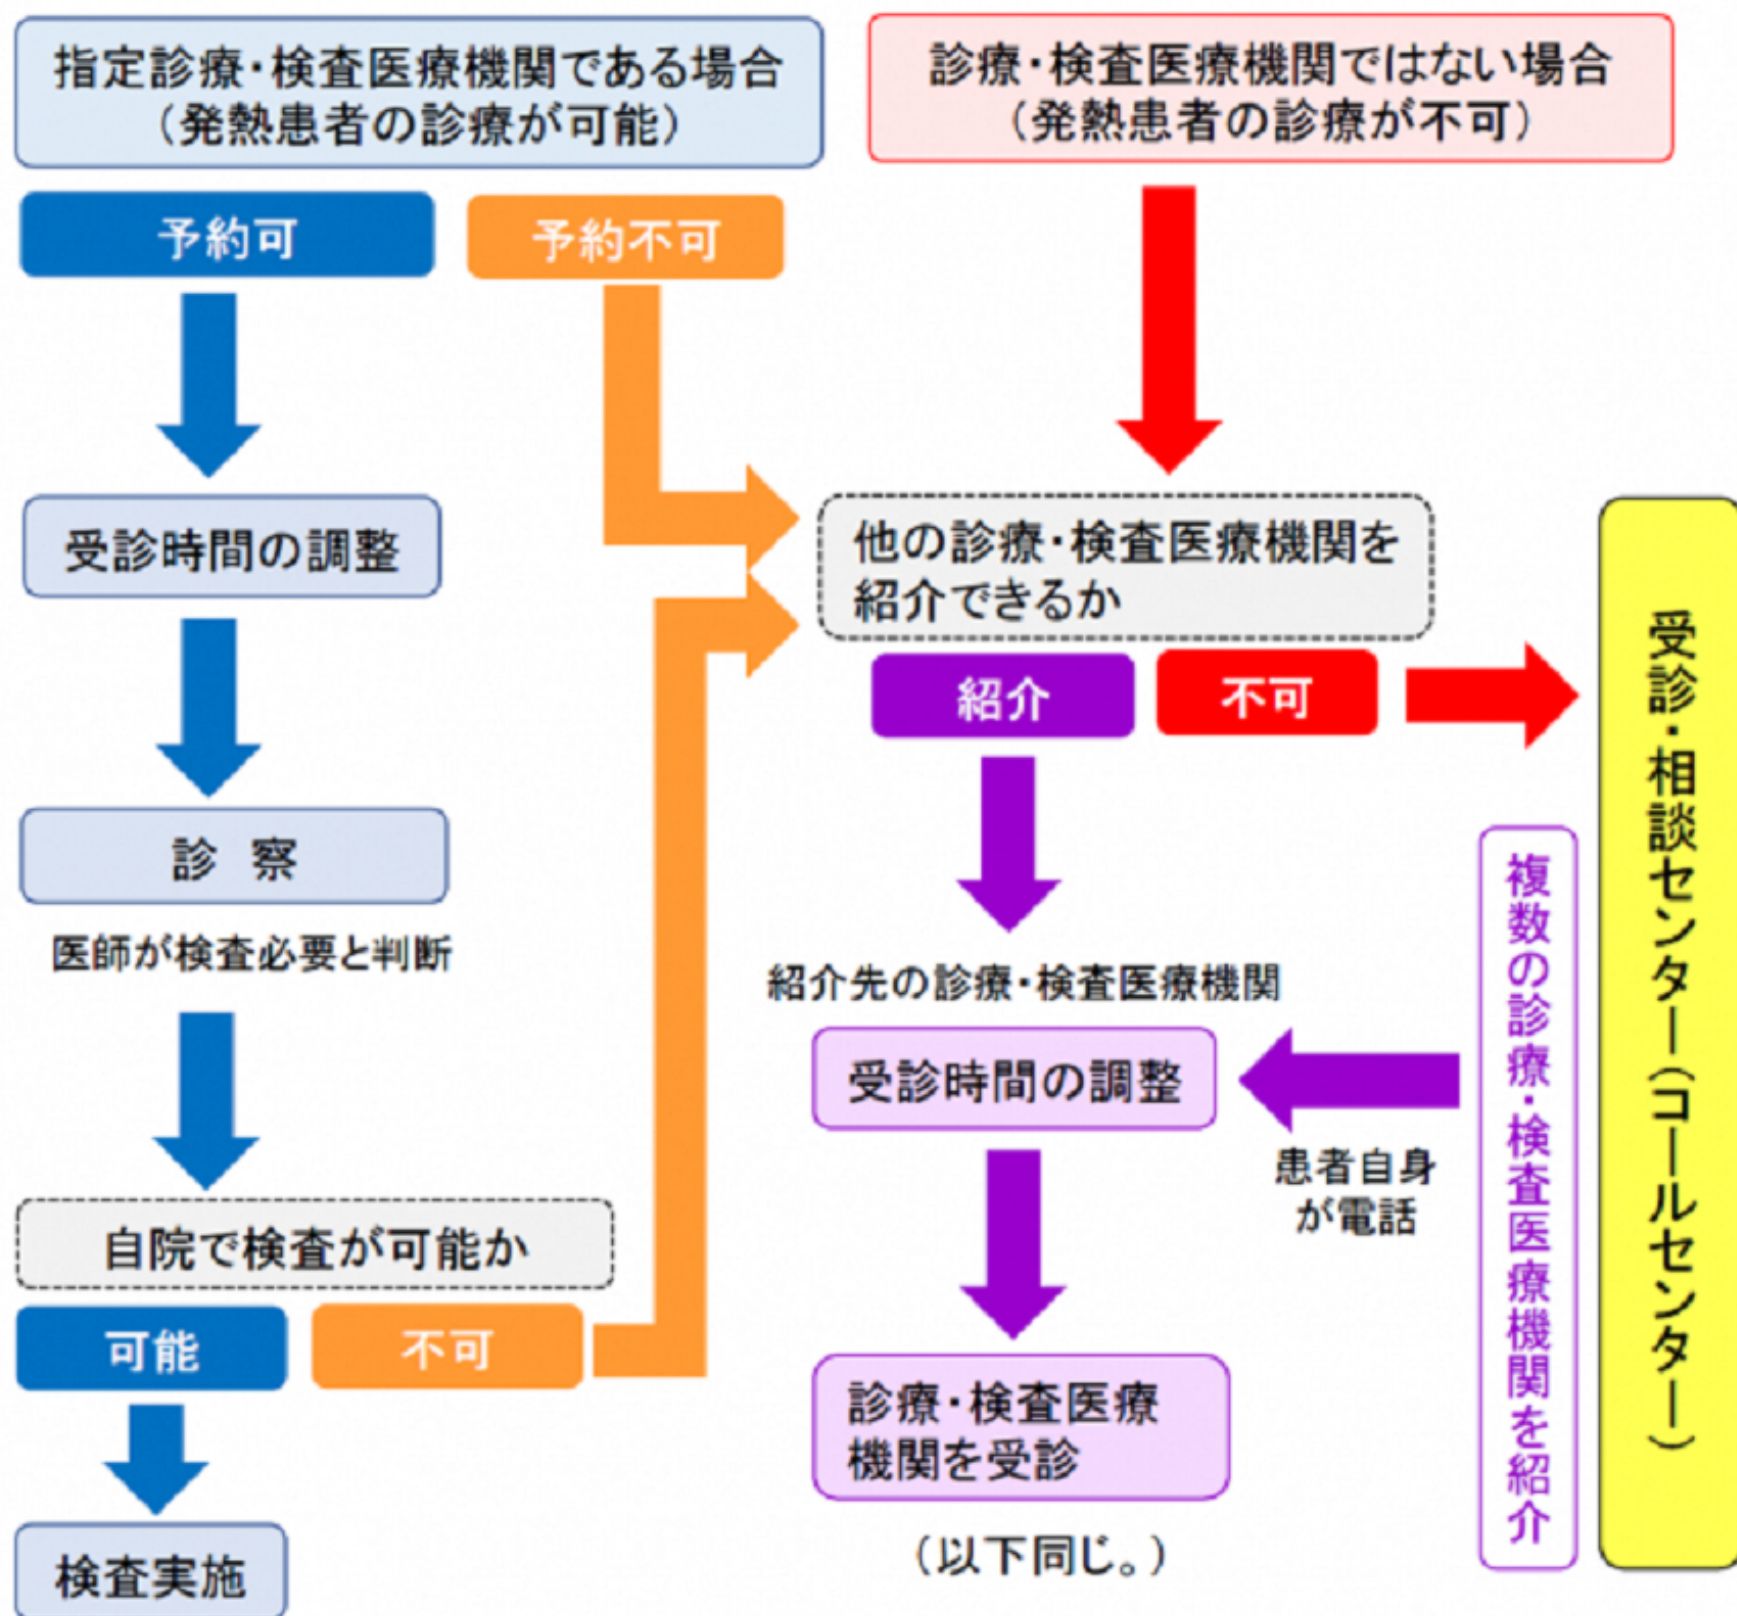 指定診療・検査医療機関である場合
（発熱患者の診療が可能）
診療・検査医療機関ではない場合
（発熱患者の診療が不可）
予約可
予約不可
受診時間の調整
他の診療・検査医療機関を
紹介できるか
紹介
不可
診 察
医師が検査必要と判断
紹介先の診療・検査医療機関
受診時間の調整
患者自身
が電話
複数の診療・検査医療機関を紹介
受診・相談センター（コールセンター）
自院で検査が可能か
可能
不可
診療・検査医療
機関を受診
（以下同じ。）
検査実施